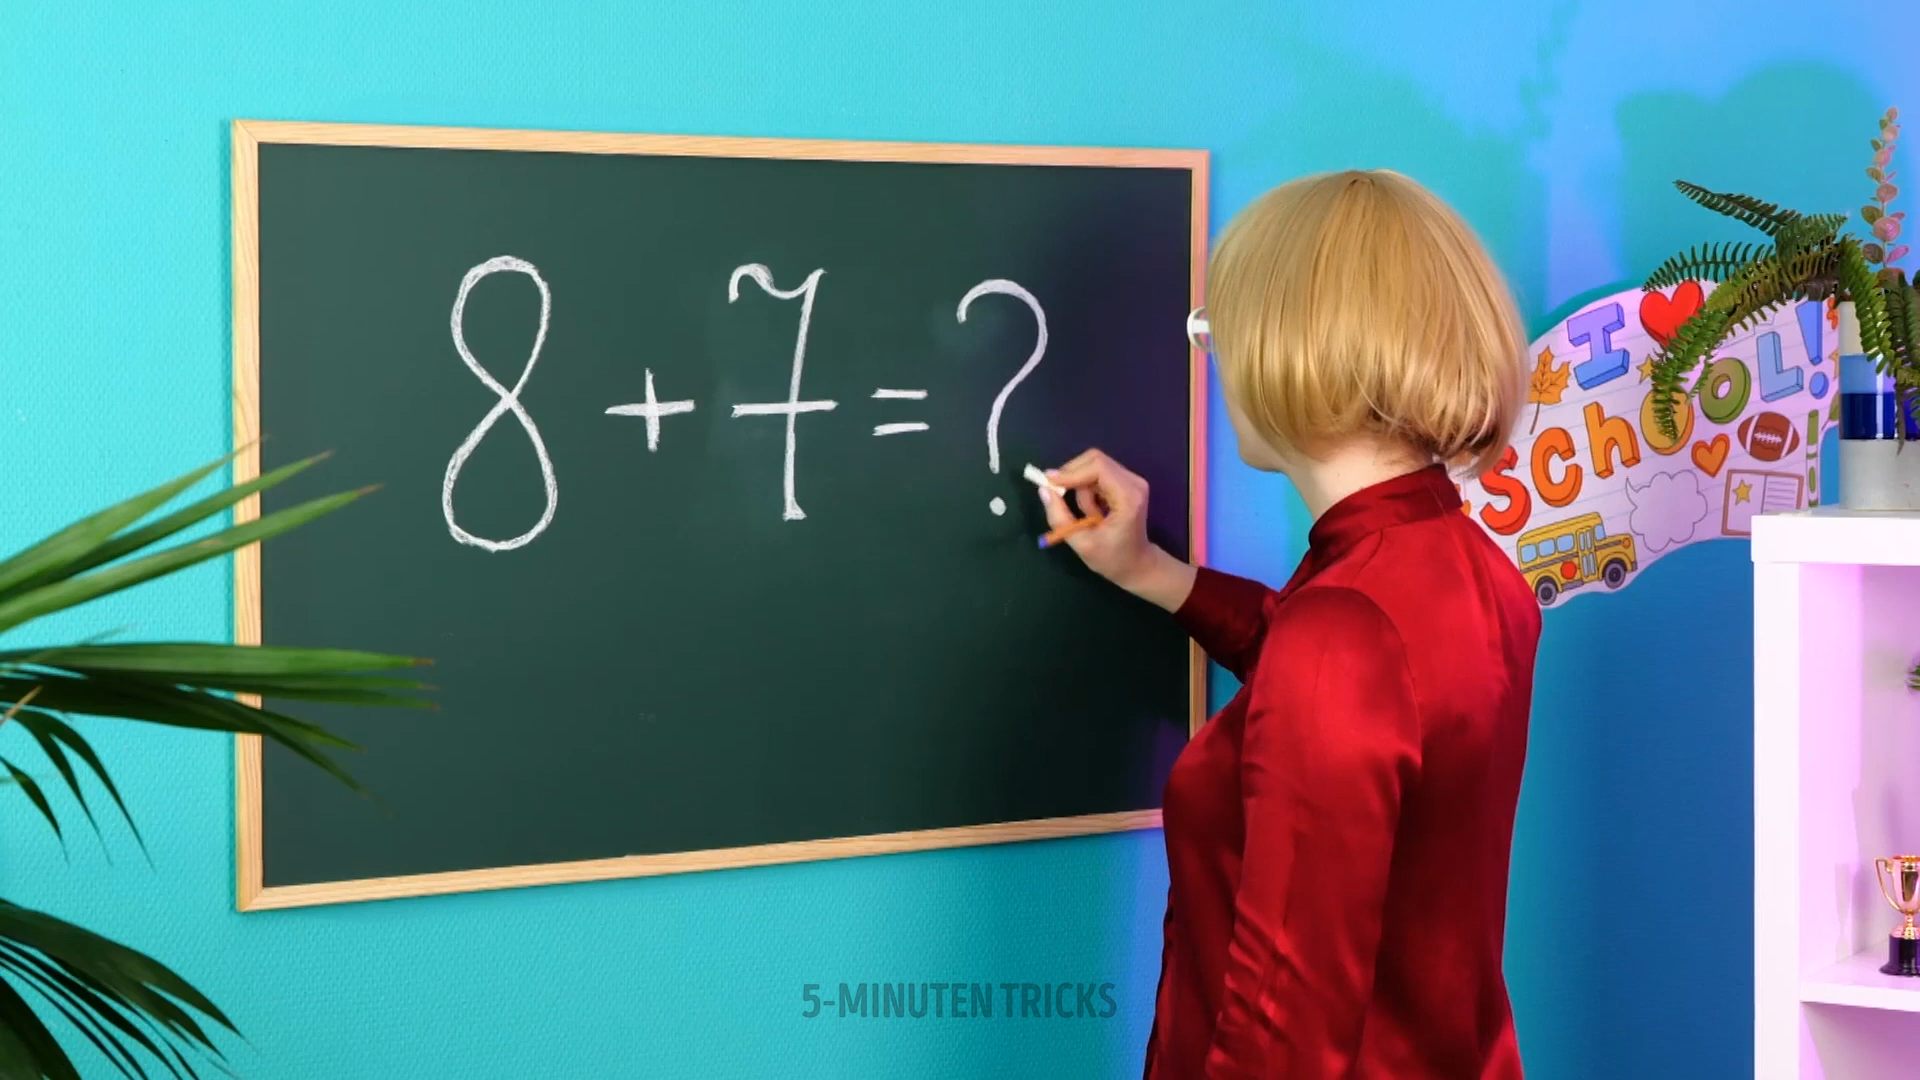 8+7=?
I ❤
School!
5-MINUTEN TRICKS